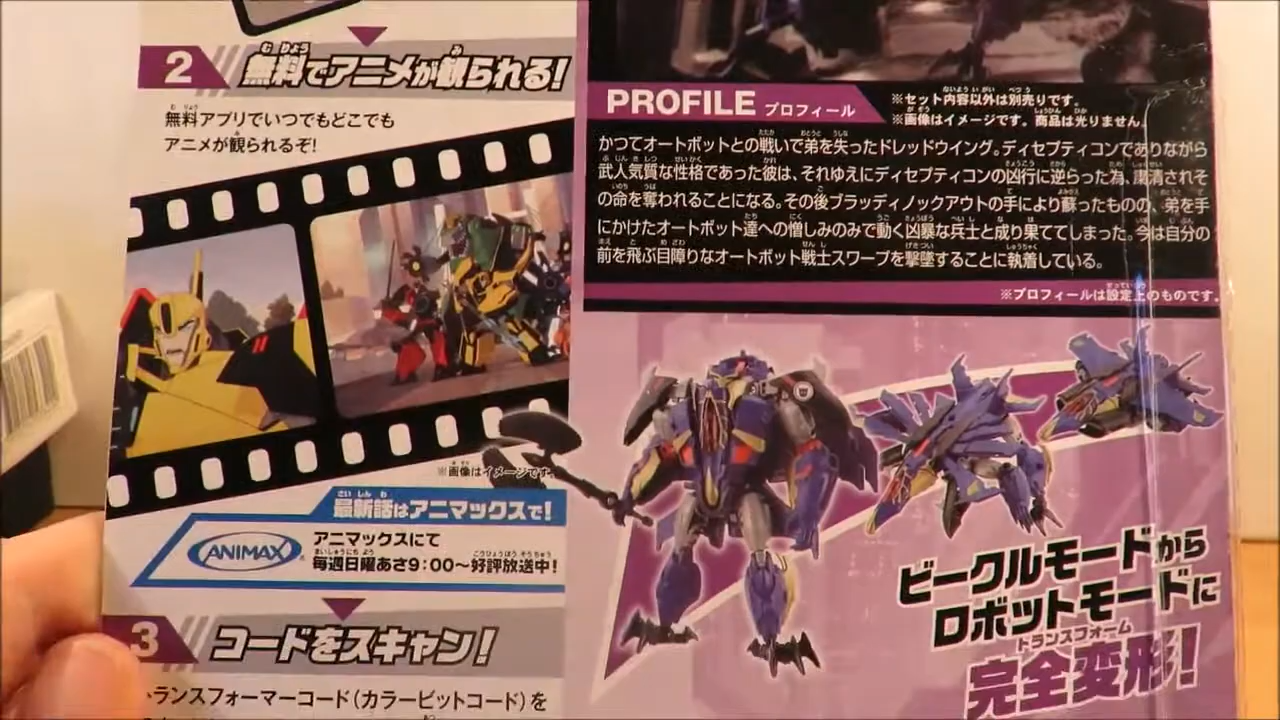 2 無料でアニメが観られる!
無料アプリでいつでもどこでも
アニメが観られるぞ!
※画像はイメージです。
最新話はアニマックスで!
ANIMAX
アニマックスにて
毎週日曜あさ9:00～好評放送中!
3 コードをスキャン!
トランスフォーマーコード(カラービットコード)を
PROFILE プロフィール
※セット内容以外は別売りです。
※画像はイメージです。商品は光りません。
かつてオートボットとの戦いで弟を失ったドレッドウイング。ディセプティコンでありながら
武人気質な性格であった彼は、それゆえにディセプティコンの凶行に逆らった為、粛清されそ
の命を奪われることになる。その後ブラッディノックアウトの手により蘇ったものの、弟を手
にかけたオートボット達への憎しみのみで動く凶暴な兵士と成り果ててしまった。今は自分の
前を飛ぶ目障りなオートボット戦士スワープを撃墜することに執着している。
※プロフィールは設定上のものです。
ビークルモードから
ロボットモードに
トランスフォーム
完全変形!